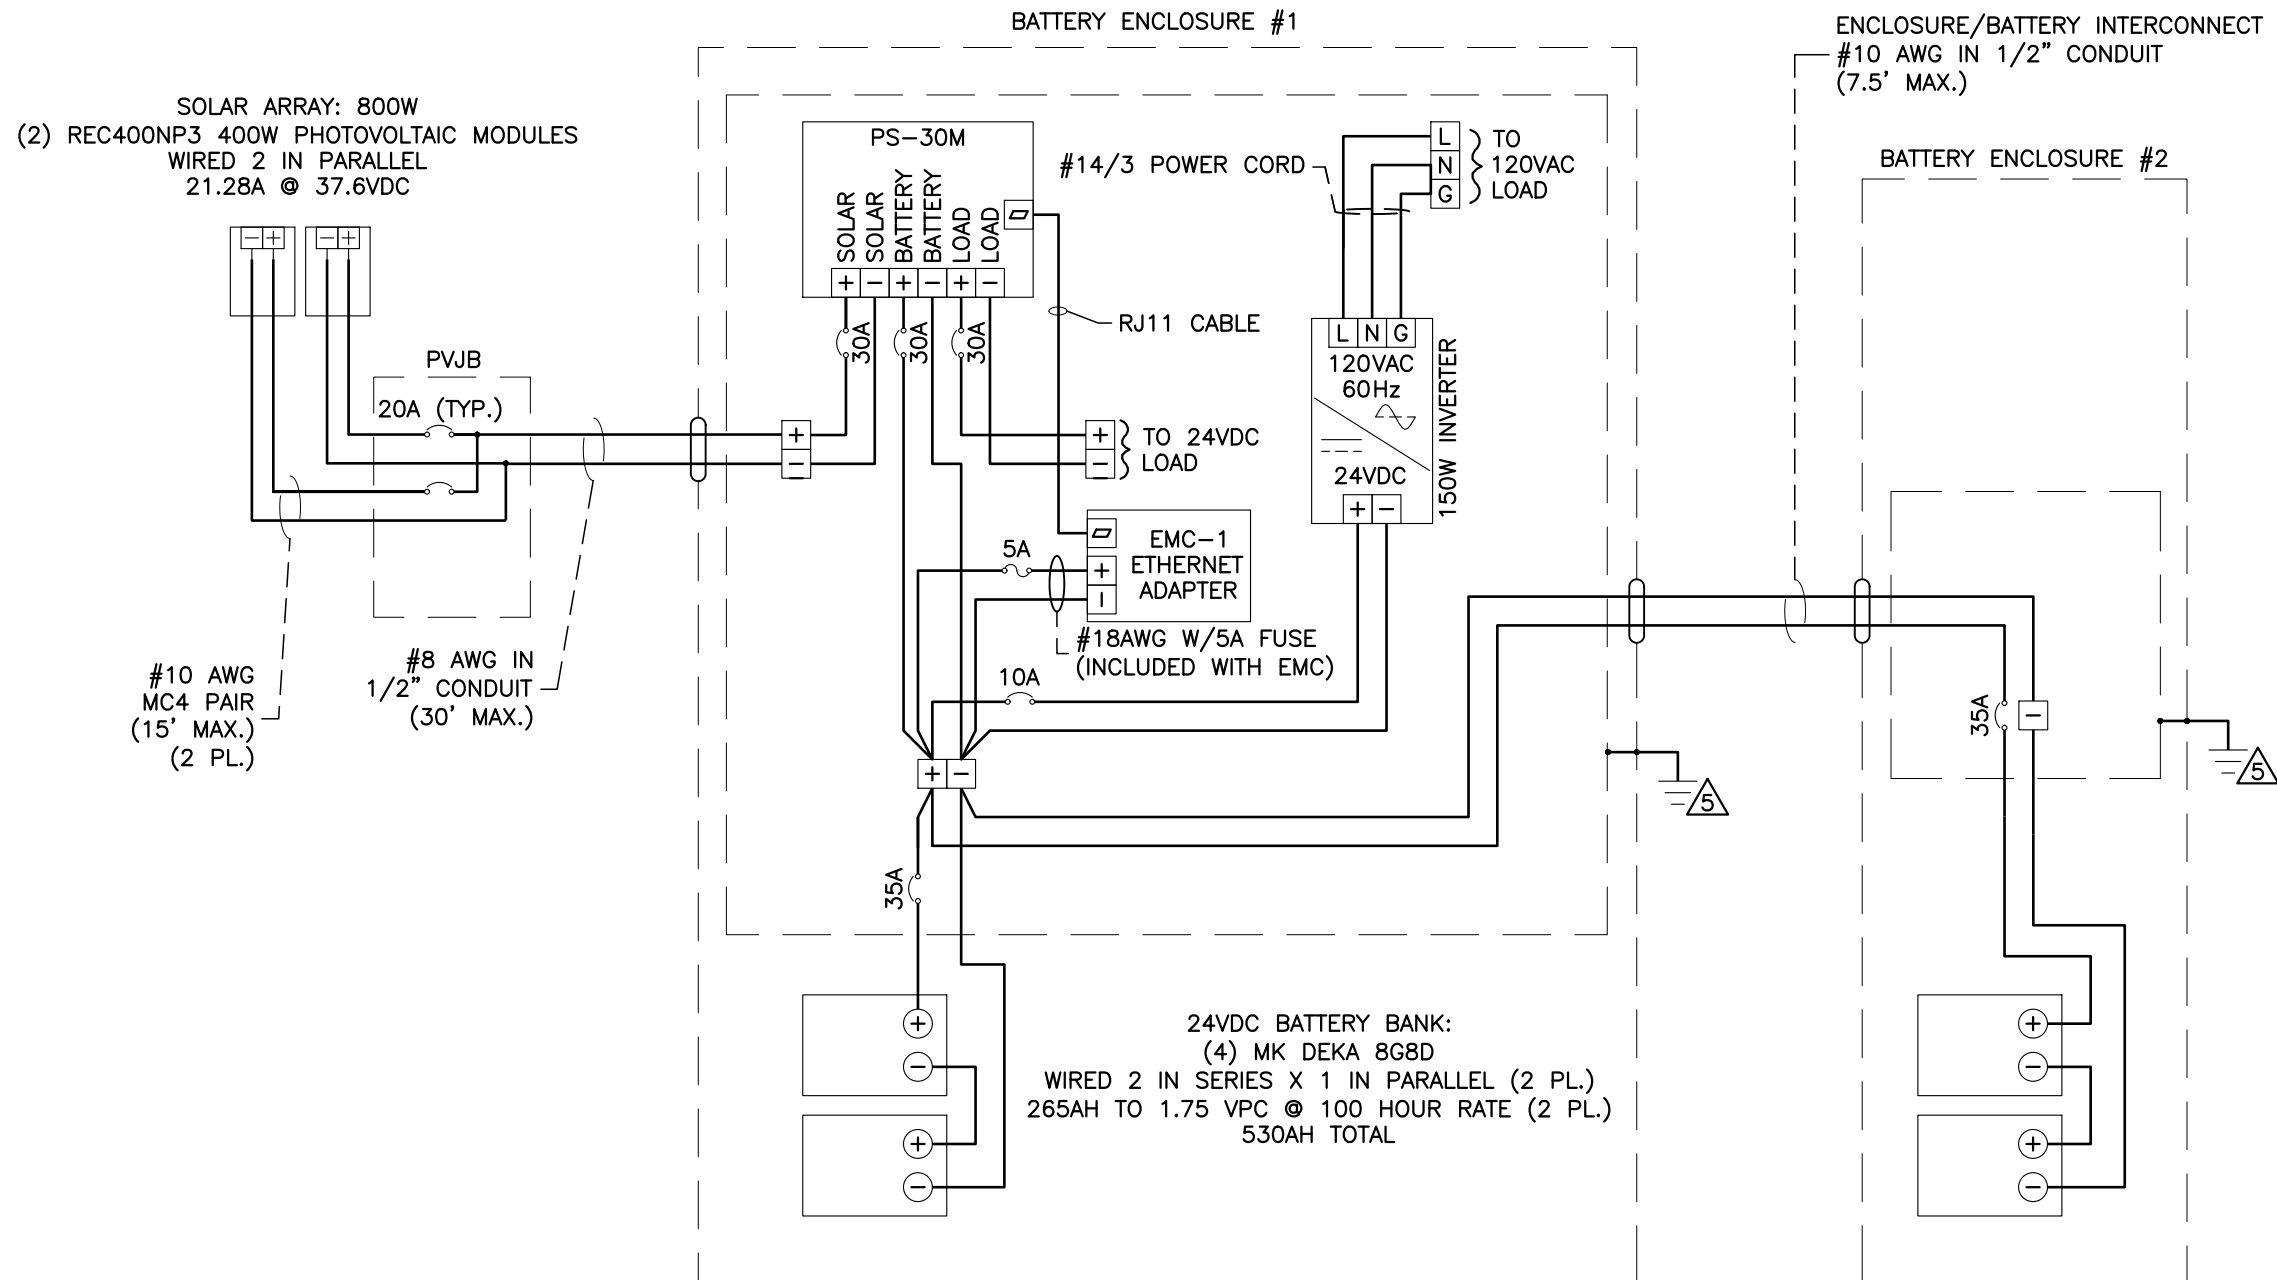 BATTERY ENCLOSURE #1
ENCLOSURE/BATTERY INTERCONNECT
#10 AWG IN 1/2" CONDUIT
(7.5' MAX.)
SOLAR ARRAY: 800W
(2) REC400NP3 400W PHOTOVOLTAIC MODULES
WIRED 2 IN PARALLEL
21.28A @ 37.6VDC
− +
− +
PVJB
20A (TYP.)
#10 AWG
MC4 PAIR
(15' MAX.)
(2 PL.)
#8 AWG IN
1/2" CONDUIT
(30' MAX.)
+
−
PS-30M
SOLAR
SOLAR
BATTERY
BATTERY
LOAD
LOAD
+ − + − + −
30A
30A
30A
RJ11 CABLE
+
−
TO 24VDC
LOAD
#14/3 POWER CORD
L
N
G
TO
120VAC
LOAD
L N G
120VAC
60Hz
24VDC
+ −
150W INVERTER
EMC-1
ETHERNET
ADAPTER
+
−
5A
#18AWG W/5A FUSE
(INCLUDED WITH EMC)
10A
+ −
35A
5
+
−
+
−
24VDC BATTERY BANK:
(4) MK DEKA 8G8D
WIRED 2 IN SERIES X 1 IN PARALLEL (2 PL.)
265AH TO 1.75 VPC @ 100 HOUR RATE (2 PL.)
530AH TOTAL
BATTERY ENCLOSURE #2
35A
−
5
+
−
+
−